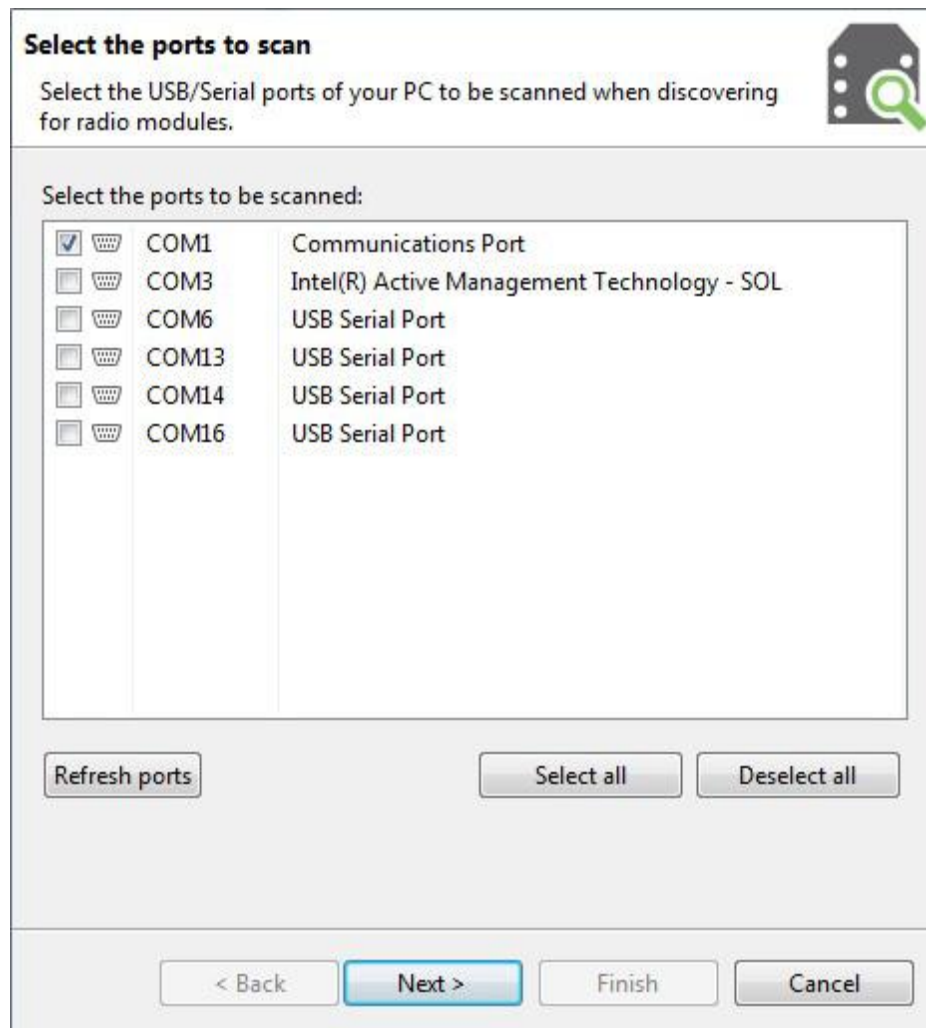 Select the ports to scan
Select the USB/Serial ports of your PC to be scanned when discovering
for radio modules.
Select the ports to be scanned:
COM1 Communications Port
COM3 Intel(R) Active Management Technology - SOL
COM6 USB Serial Port
COM13 USB Serial Port
COM14 USB Serial Port
COM16 USB Serial Port
Refresh ports Select all Deselect all
< Back Next > Finish Cancel